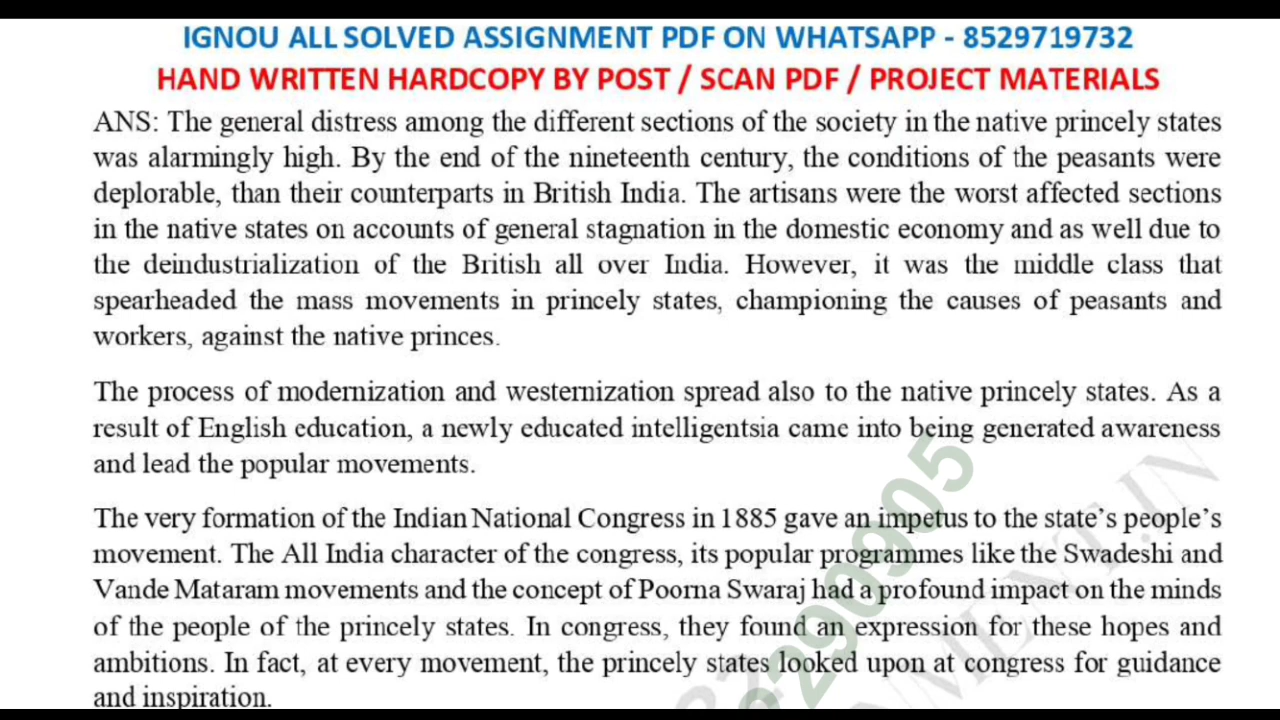 IGNOU ALL SOLVED ASSIGNMENT PDF ON WHATSAPP - 8529719732
HAND WRITTEN HARDCOPY BY POST / SCAN PDF / PROJECT MATERIALS
ANS: The general distress among the different sections of the society in the native princely states
was alarmingly high. By the end of the nineteenth century, the conditions of the peasants were
deplorable, than their counterparts in British India. The artisans were the worst affected sections
in the native states on accounts of general stagnation in the domestic economy and as well due to
the deindustrialization of the British all over India. However, it was the middle class that
spearheaded the mass movements in princely states, championing the causes of peasants and
workers, against the native princes.
The process of modernization and westernization spread also to the native princely states. As a
result of English education, a newly educated intelligentsia came into being generated awareness
and lead the popular movements.
The very formation of the Indian National Congress in 1885 gave an impetus to the state's people's
movement. The All India character of the congress, its popular programmes like the Swadeshi and
Vande Mataram movements and the concept of Poorna Swaraj had a profound impact on the minds
of the people of the princely states. In congress, they found an expression for these hopes and
ambitions. In fact, at every movement, the princely states looked upon at congress for guidance
and inspiration.